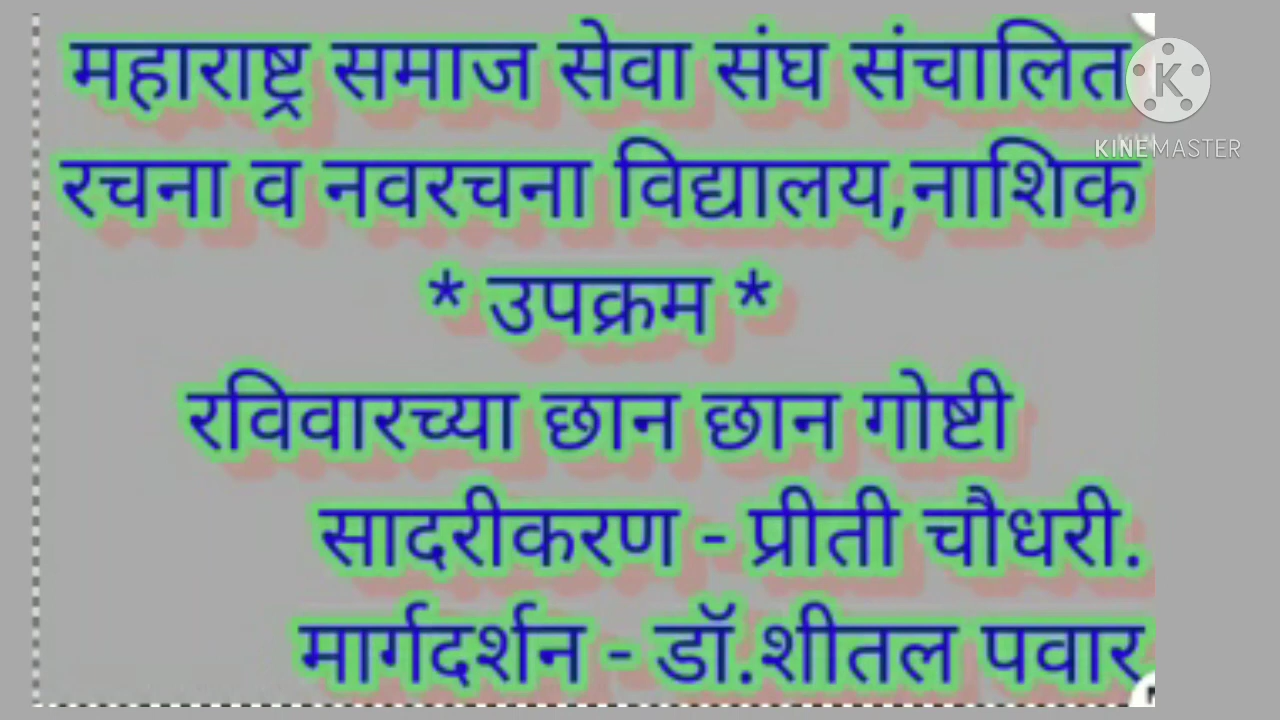 महाराष्ट्र समाज सेवा संघ संचालित
रचना व नवरचना विद्यालय,नाशिक
* उपक्रम *
रविवारच्या छान छान गोष्टी
सादरीकरण - प्रीती चौधरी.
मार्गदर्शन - डॉ.शीतल पवार
K
KINEMASTER